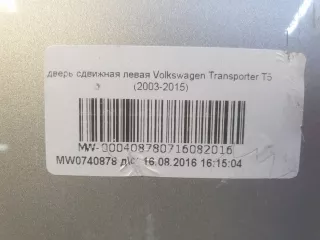 дверь сдвижная левая Volkswagen Transporter T5
(2003-2015)
MW-000408780716082016
MW0740878 16.08.2016 16:15:04